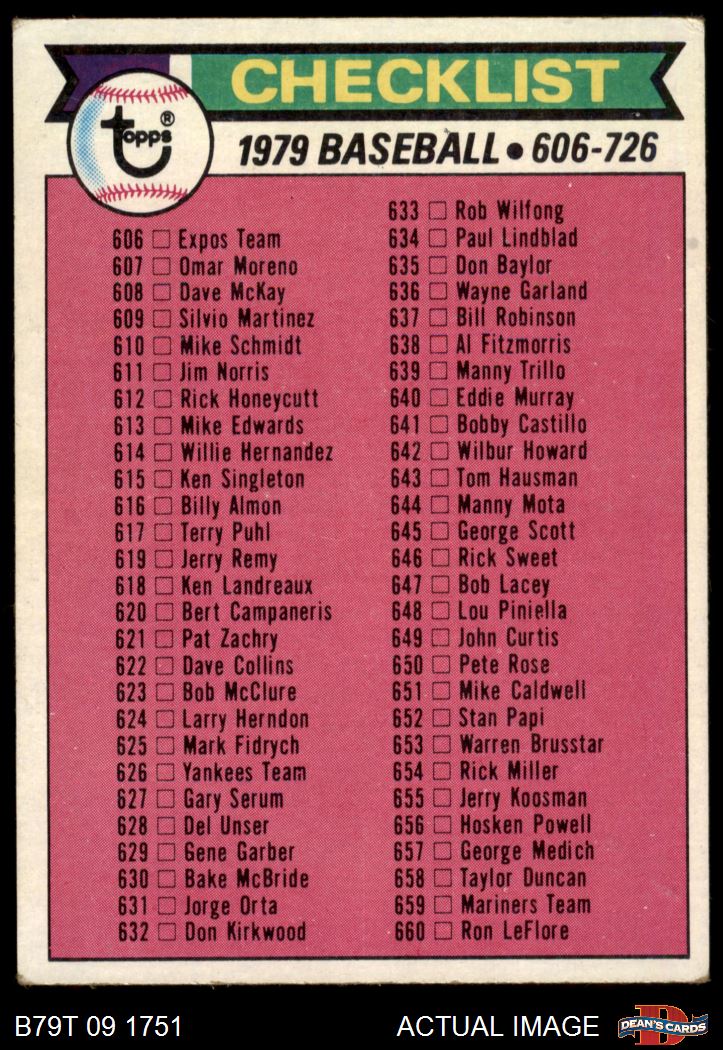 CHECKLIST
topps ®
1979 BASEBALL • 606-726
606 □ Expos Team
607 □ Omar Moreno
608 □ Dave McKay
609 □ Silvio Martinez
610 □ Mike Schmidt
611 □ Jim Norris
612 □ Rick Honeycutt
613 □ Mike Edwards
614 □ Willie Hernandez
615 □ Ken Singleton
616 □ Billy Almon
617 □ Terry Puhl
619 □ Jerry Remy
618 □ Ken Landreaux
620 □ Bert Campaneris
621 □ Pat Zachry
622 □ Dave Collins
623 □ Bob McClure
624 □ Larry Herndon
625 □ Mark Fidrych
626 □ Yankees Team
627 □ Gary Serum
628 □ Del Unser
629 □ Gene Garber
630 □ Bake McBride
631 □ Jorge Orta
632 □ Don Kirkwood
633 □ Rob Wilfong
634 □ Paul Lindblad
635 □ Don Baylor
636 □ Wayne Garland
637 □ Bill Robinson
638 □ Al Fitzmorris
639 □ Manny Trillo
640 □ Eddie Murray
641 □ Bobby Castillo
642 □ Wilbur Howard
643 □ Tom Hausman
644 □ Manny Mota
645 □ George Scott
646 □ Rick Sweet
647 □ Bob Lacey
648 □ Lou Piniella
649 □ John Curtis
650 □ Pete Rose
651 □ Mike Caldwell
652 □ Stan Papi
653 □ Warren Brusstar
654 □ Rick Miller
655 □ Jerry Koosman
656 □ Hosken Powell
657 □ George Medich
658 □ Taylor Duncan
659 □ Mariners Team
660 □ Ron LeFlore
B79T 09 1751
ACTUAL IMAGE
D
DEAN'S CARDS